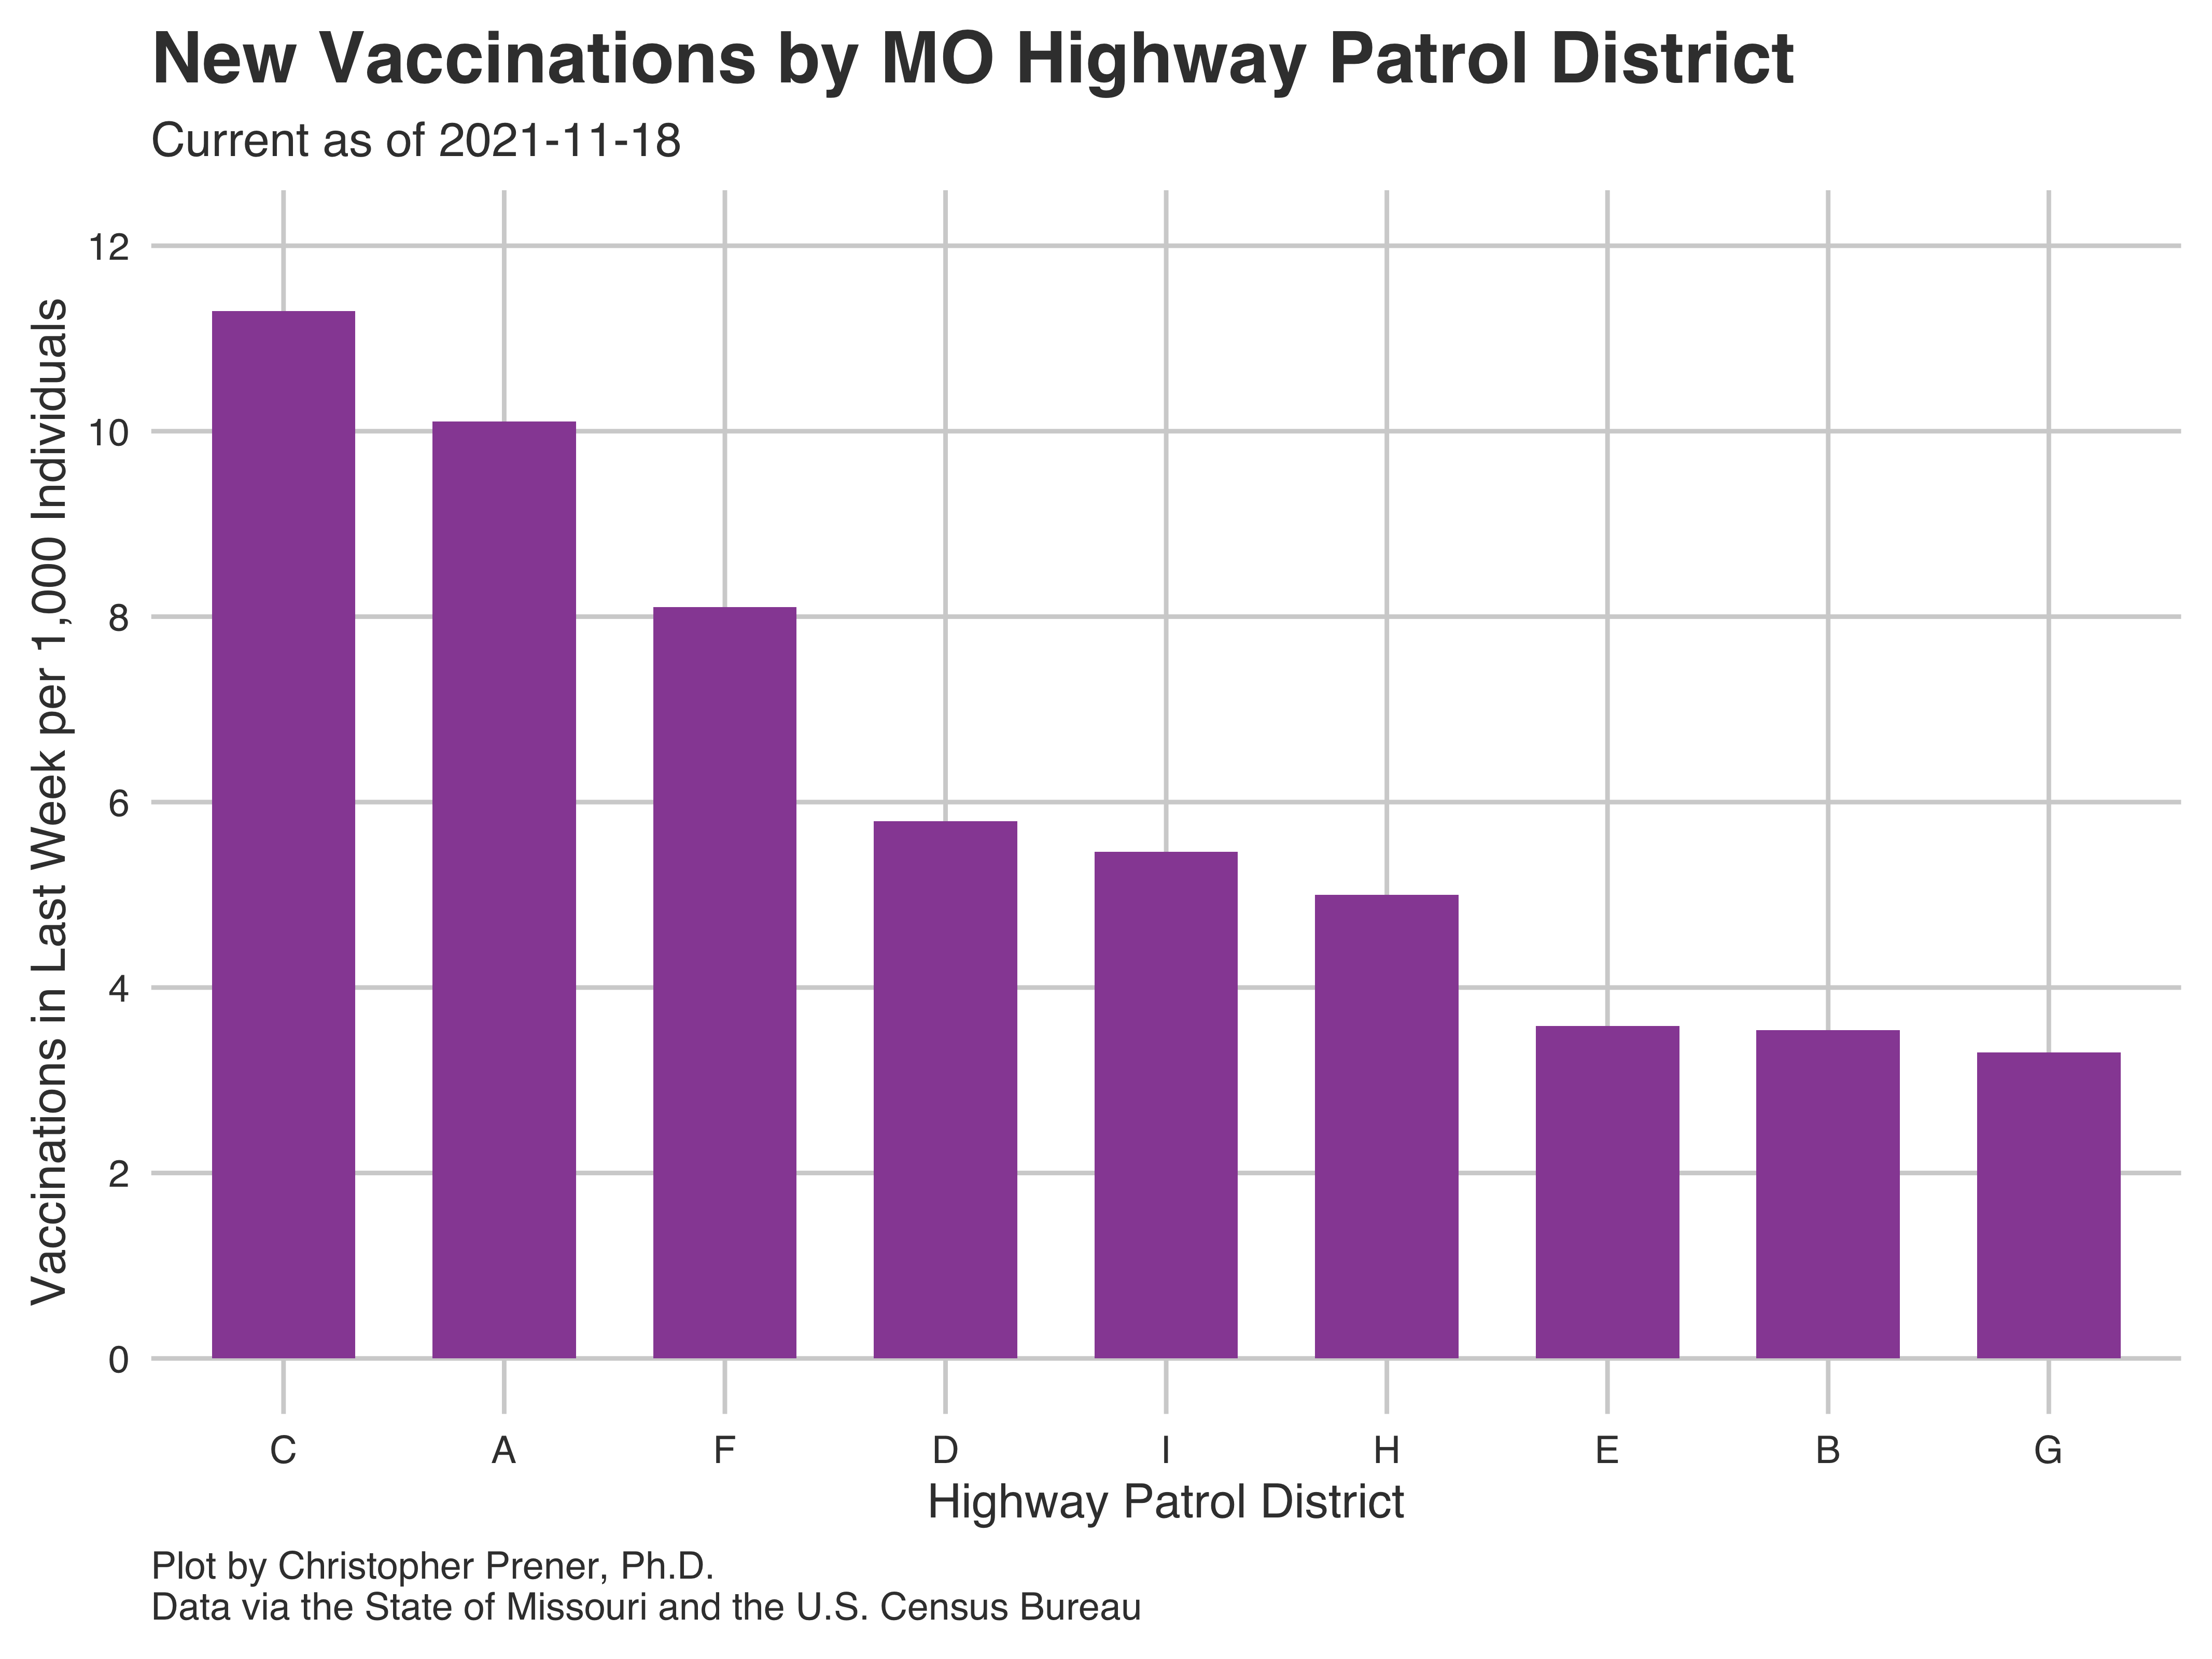 New Vaccinations by MO Highway Patrol District
Current as of 2021-11-18
Vaccinations in Last Week per 1,000 Individuals
12
10
8
6
4
2
0
C A F D I H E B G
Highway Patrol District
Plot by Christopher Prener, Ph.D.
Data via the State of Missouri and the U.S. Census Bureau